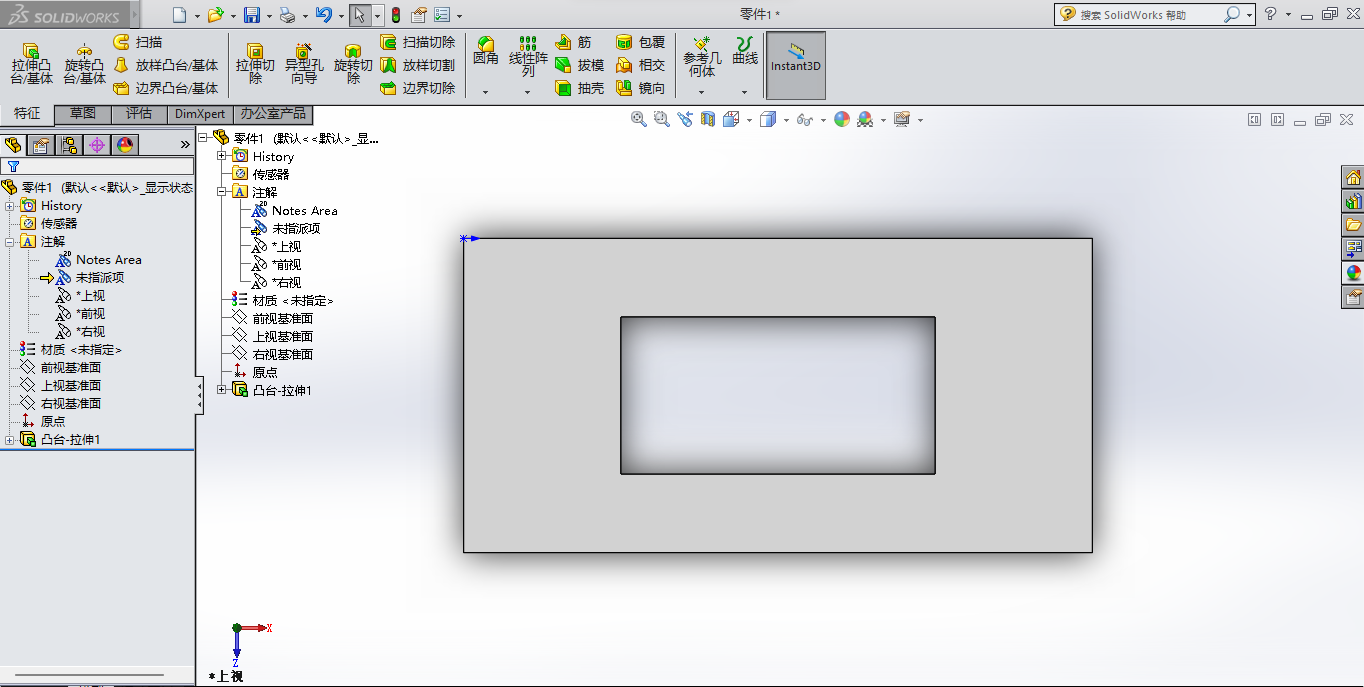 SOLIDWORKS
零件1 *
搜索 SolidWorks 帮助
拉伸凸台/基体
旋转凸台/基体
扫描
放样凸台/基体
边界凸台/基体
拉伸切除
异型孔向导
旋转切除
扫描切除
放样切割
边界切除
圆角
线性阵列
筋
拔模
抽壳
包覆
相交
镜向
参考几何体
曲线
Instant3D
特征
草图
评估
DimXpert
办公室产品
零件1 (默认<<默认>_显示状态
History
传感器
注解
Notes Area
未指派项
*上视
*前视
*右视
材质 <未指定>
前视基准面
上视基准面
右视基准面
原点
凸台-拉伸1
零件1 (默认<<默认>_显...
History
传感器
注解
Notes Area
未指派项
*上视
*前视
*右视
材质 <未指定>
前视基准面
上视基准面
右视基准面
原点
凸台-拉伸1
X
Z
*上视